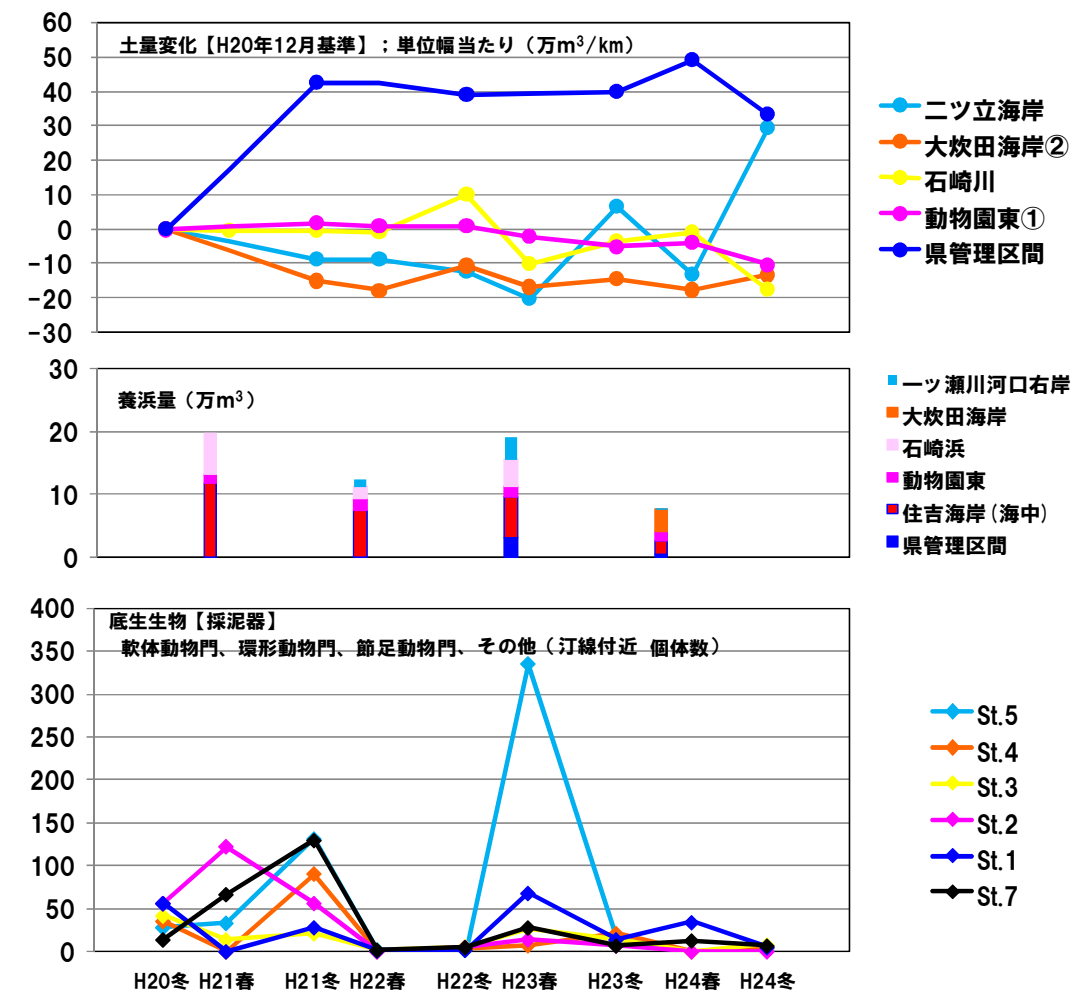 60
50
40
30
20
10
0
-10
-20
-30
土量変化【H20年12月基準】；単位幅当たり（万m³/km）
二ツ立海岸
大炊田海岸②
石崎川
動物園東①
県管理区間
30
20
10
0
養浜量（万m³）
一ッ瀬川河口右岸
大炊田海岸
石崎浜
動物園東
住吉海岸(海中)
県管理区間
400
350
300
250
200
150
100
50
0
底生生物【採泥器】
軟体動物門、環形動物門、節足動物門、その他（汀線付近 個体数）
St.5
St.4
St.3
St.2
St.1
St.7
H20冬 H21春 H21冬 H22春 H22冬 H23春 H23冬 H24春 H24冬